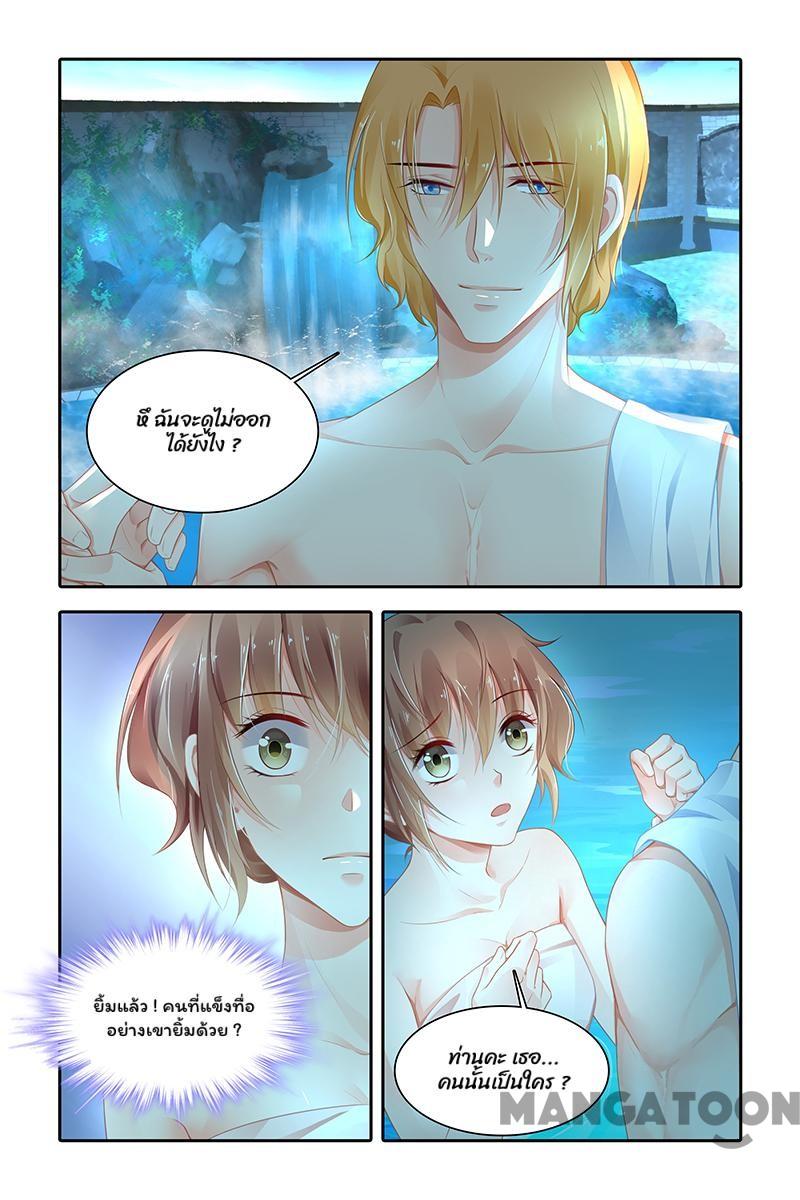 หึ ฉันจะดูไม่ออก
ได้ยังไง ?
ยิ้มแล้ว ! คนที่แข็งทื่อ
อย่างเขายิ้มด้วย ?
ท่านคะ เธอ...
คนนั้นเป็นใคร ?
MANGATOON